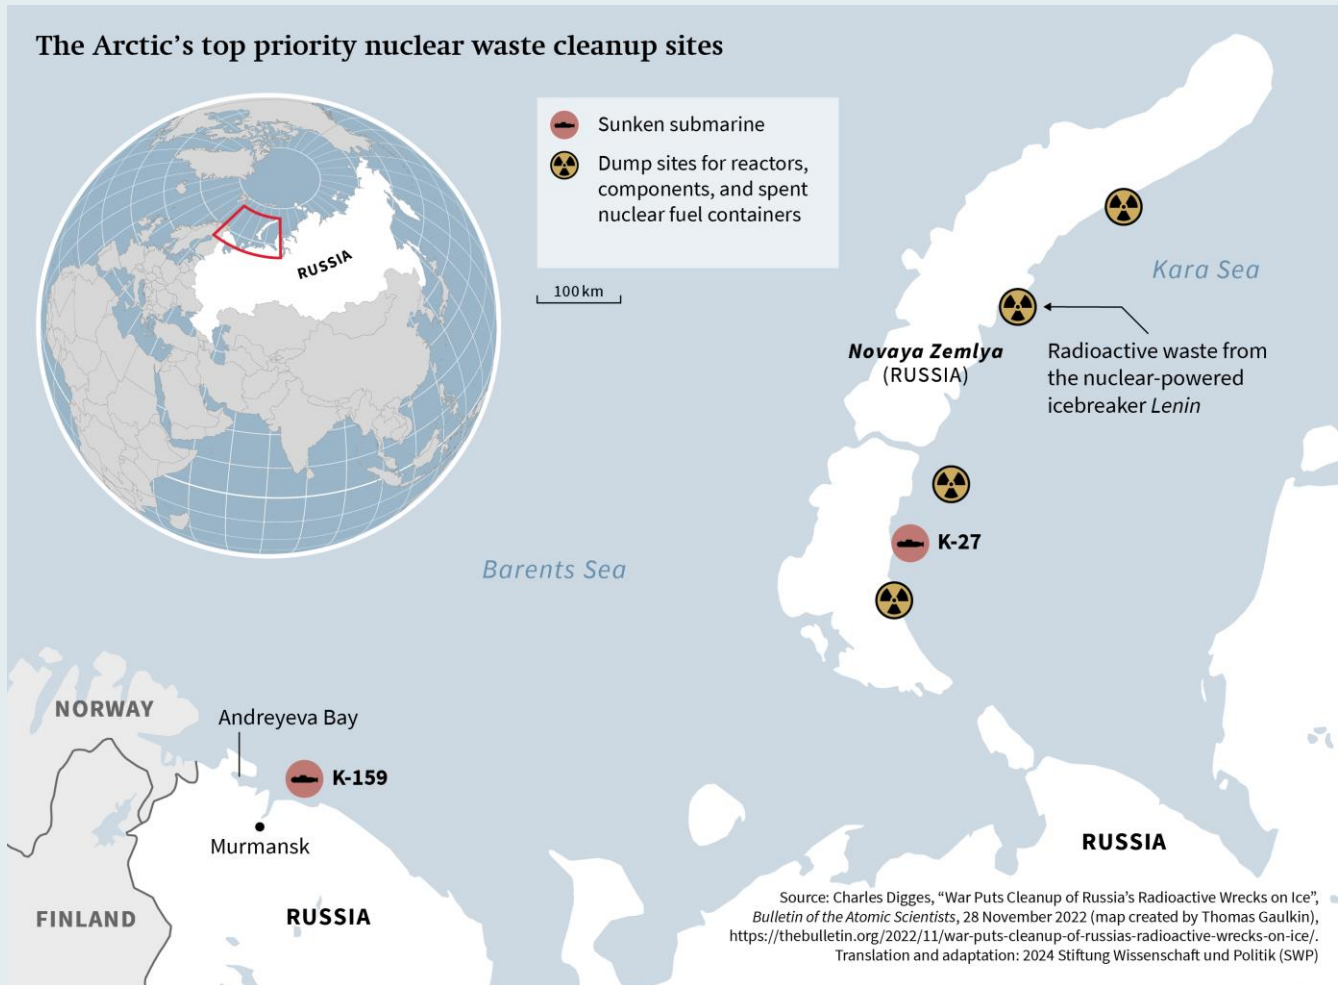 The Arctic’s top priority nuclear waste cleanup sites
RUSSIA
Sunken submarine
Dump sites for reactors,
components, and spent
nuclear fuel containers
100 km
Kara Sea
Novaya Zemlya
(RUSSIA)
Radioactive waste from
the nuclear-powered
icebreaker Lenin
K-27
Barents Sea
NORWAY
Andreyeva Bay
K-159
Murmansk
RUSSIA
FINLAND
RUSSIA
Source: Charles Digges, “War Puts Cleanup of Russia’s Radioactive Wrecks on Ice”,
Bulletin of the Atomic Scientists, 28 November 2022 (map created by Thomas Gaulkin),
https://thebulletin.org/2022/11/war-puts-cleanup-of-russias-radioactive-wrecks-on-ice/.
Translation and adaptation: 2024 Stiftung Wissenschaft und Politik (SWP)